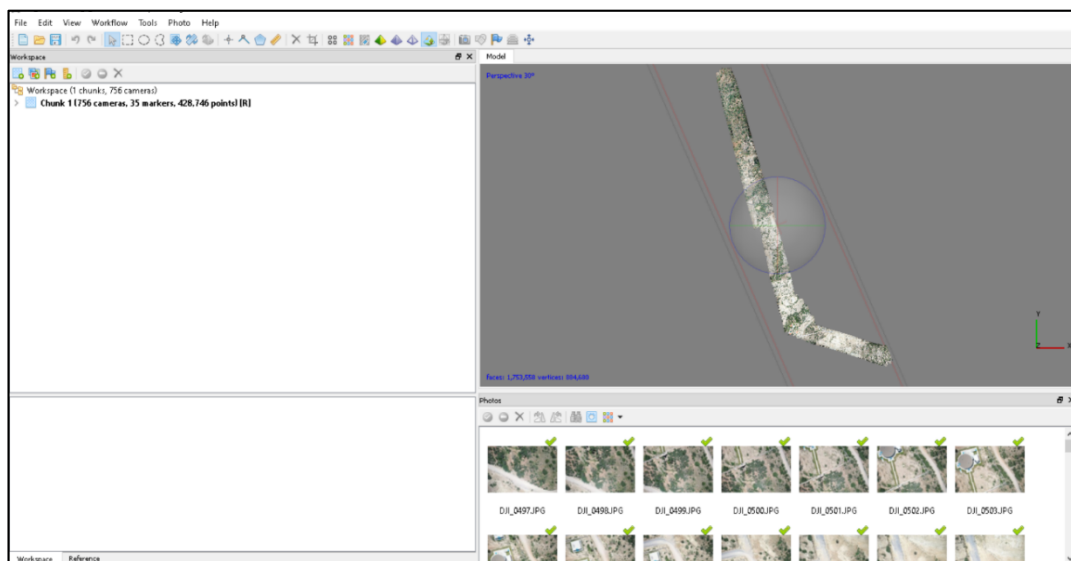 File Edit View Workflow Tools Photo Help
Workspace
Model
Workspace (1 chunks, 756 cameras)
Chunk 1 (756 cameras, 35 markers, 428,746 points) [R]
Perspective 30°
Y
Z X
Photos
DJI_0497.JPG DJI_0498.JPG DJI_0499.JPG DJI_0500.JPG DJI_0501.JPG DJI_0502.JPG DJI_0503.JPG
Workspace Reference